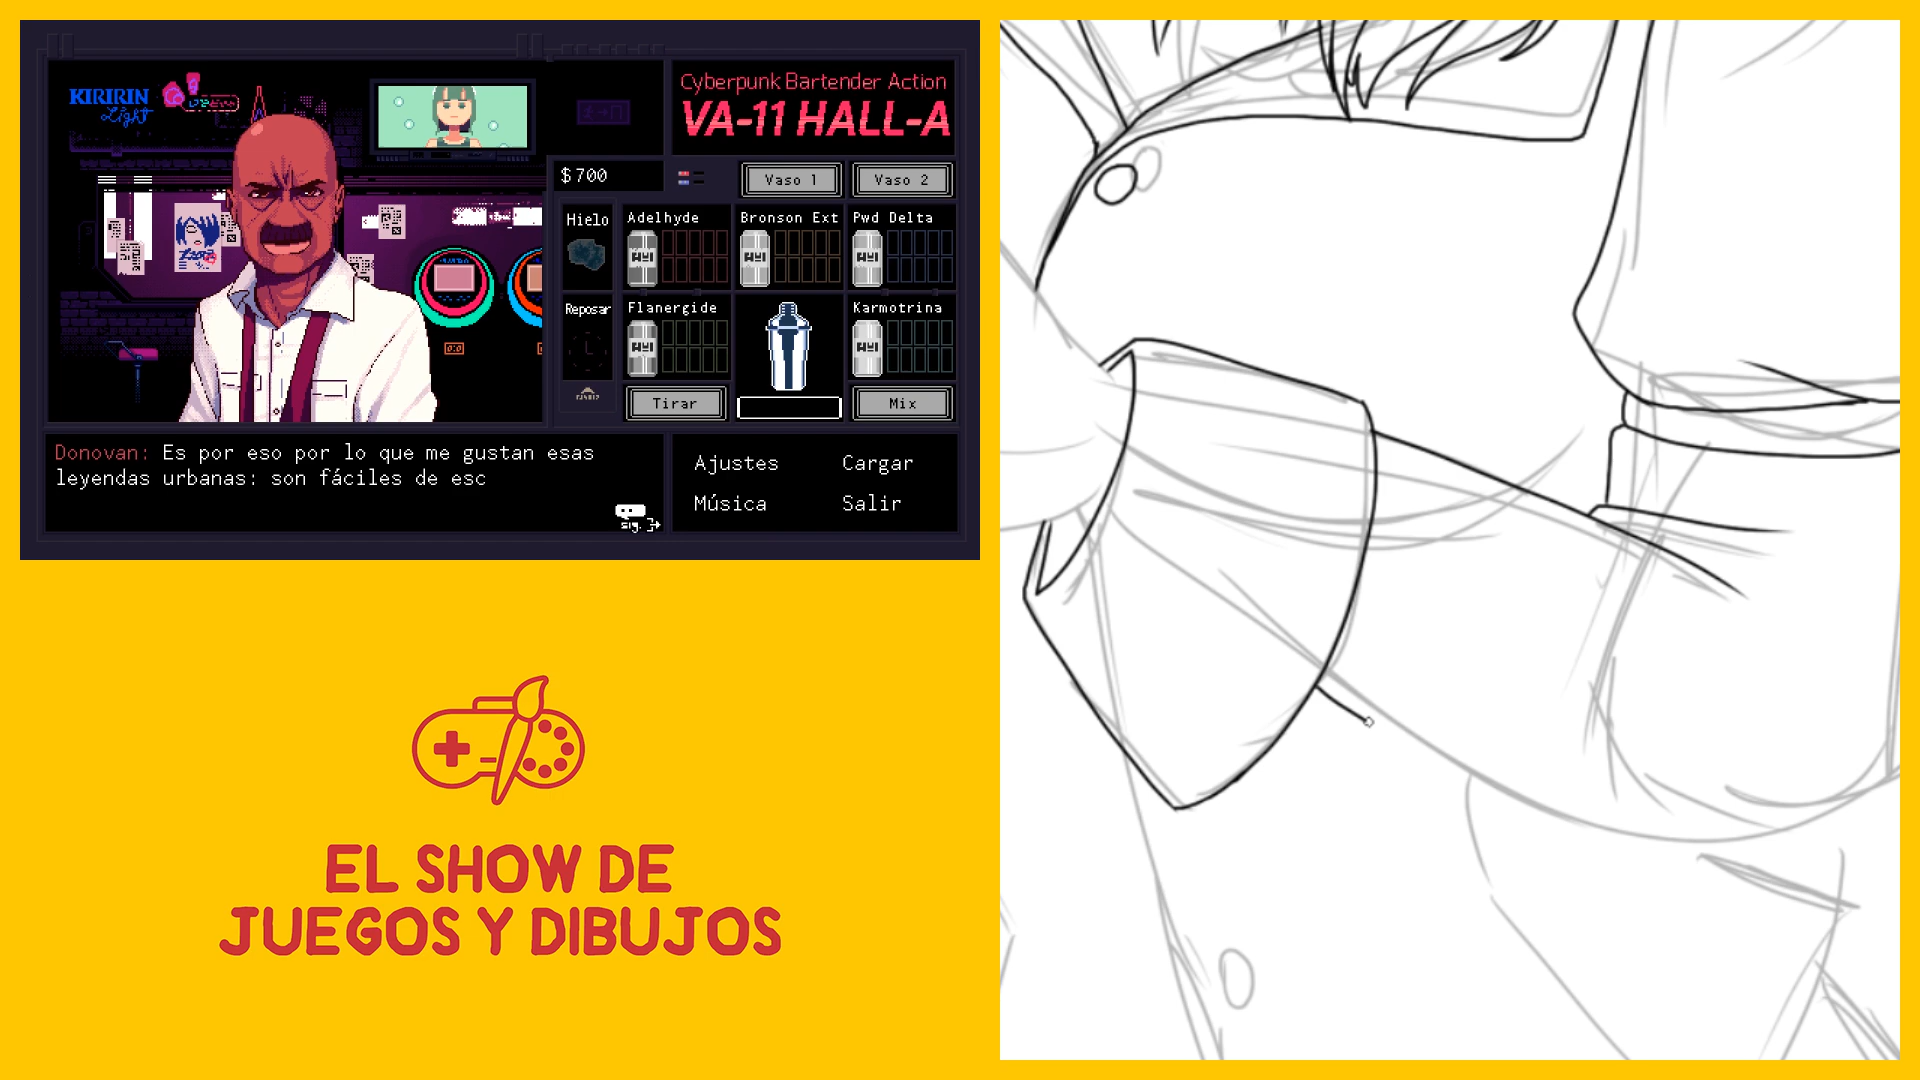 KIRIRIN
Light
Cyberpunk Bartender Action
VA-11 HALL-A
$700
Vaso 1
Vaso 2
Hielo
Adelhyde
Bronson Ext
Pwd Delta
Reposar
Flanergide
Karmotrina
Tirar
Mix
Donovan: Es por eso por lo que me gustan esas
leyendas urbanas: son fáciles de esc
sig.
Ajustes
Cargar
Música
Salir
EL SHOW DE
JUEGOS Y DIBUJOS